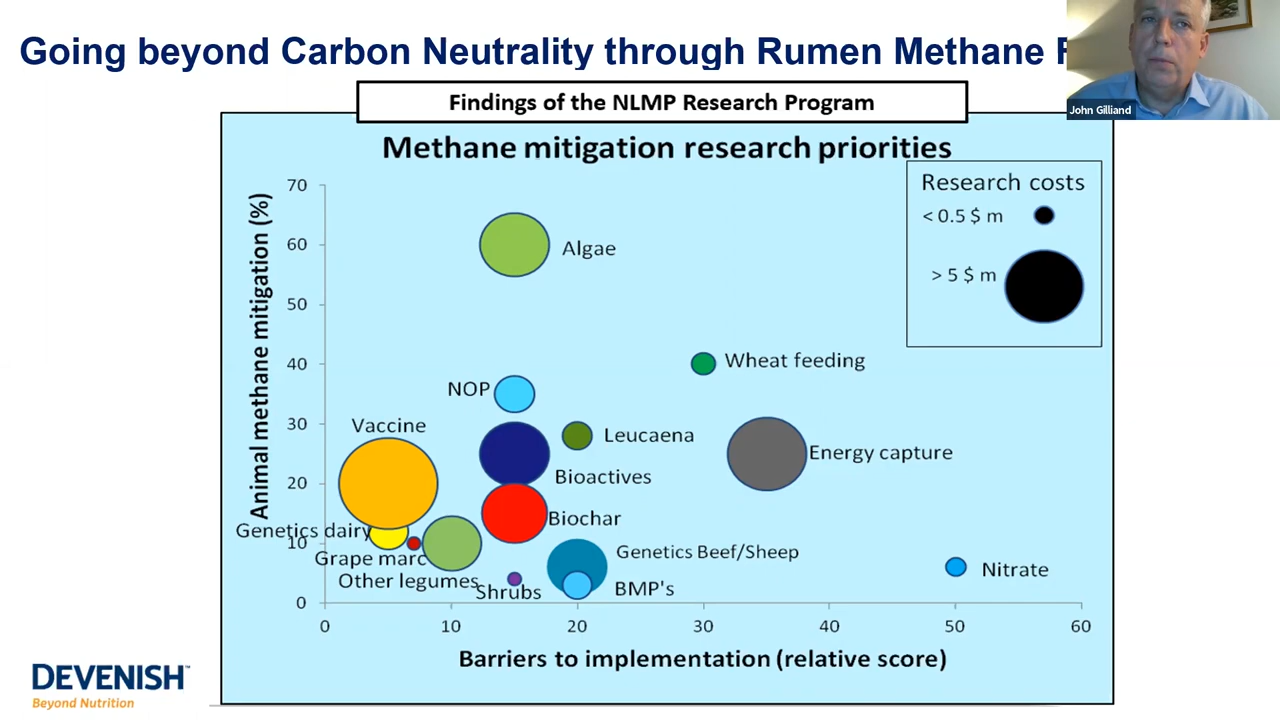 Going beyond Carbon Neutrality through Rumen Methane
John Gilliand
Findings of the NLMP Research Program
Methane mitigation research priorities
Research costs
< 0.5 $ m
> 5 $ m
Animal methane mitigation (%)
70
60
50
40
30
20
10
0
Algae
Wheat feeding
NOP
Vaccine
Leucaena
Energy capture
Bioactives
Biochar
Genetics dairy
Grape marc
Other legumes
Shrubs
Genetics Beef/Sheep
BMP's
Nitrate
0 10 20 30 40 50 60
Barriers to implementation (relative score)
DEVENISH™
Beyond Nutrition